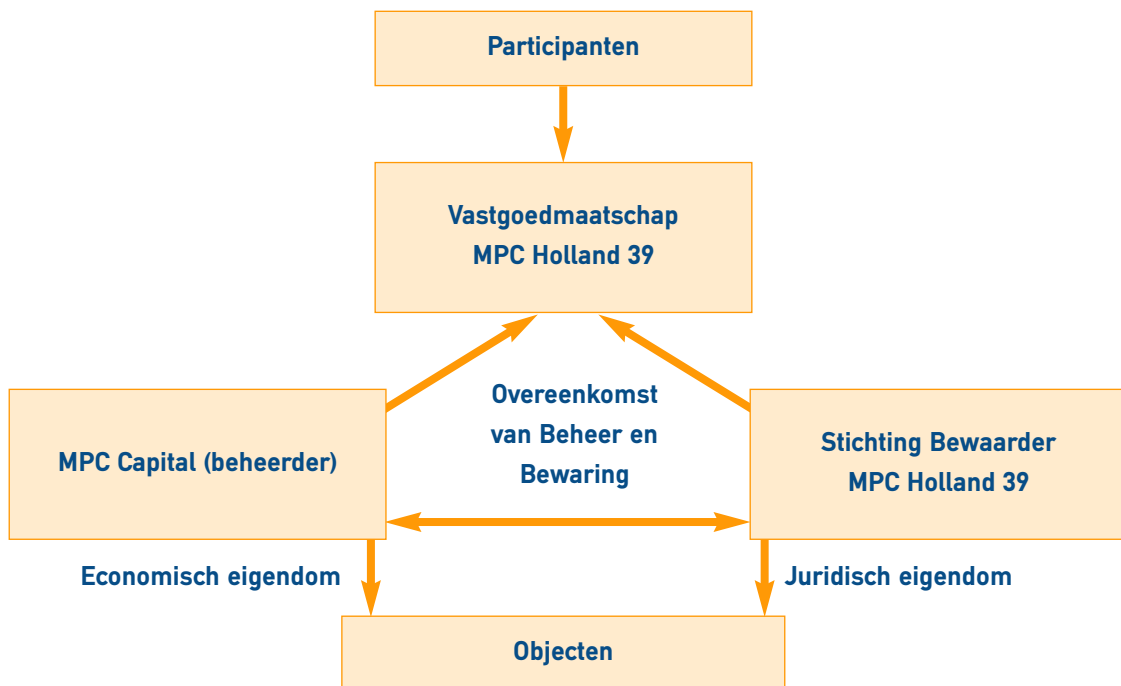 Participanten
Vastgoedmaatschap
MPC Holland 39
Overeenkomst
van Beheer en
Bewaring
MPC Capital (beheerder)
Stichting Bewaarder
MPC Holland 39
Economisch eigendom
Juridisch eigendom
Objecten